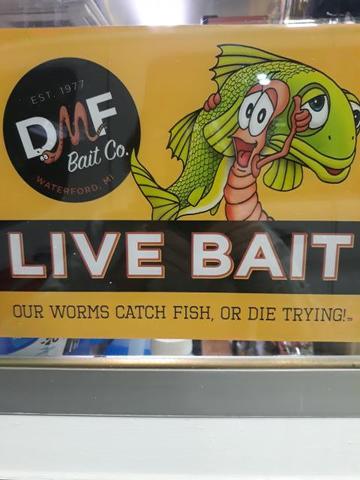 EST. 1977
DMF
Bait Co.
WATERFORD, MI
LIVE BAIT
OUR WORMS CATCH FISH, OR DIE TRYING!